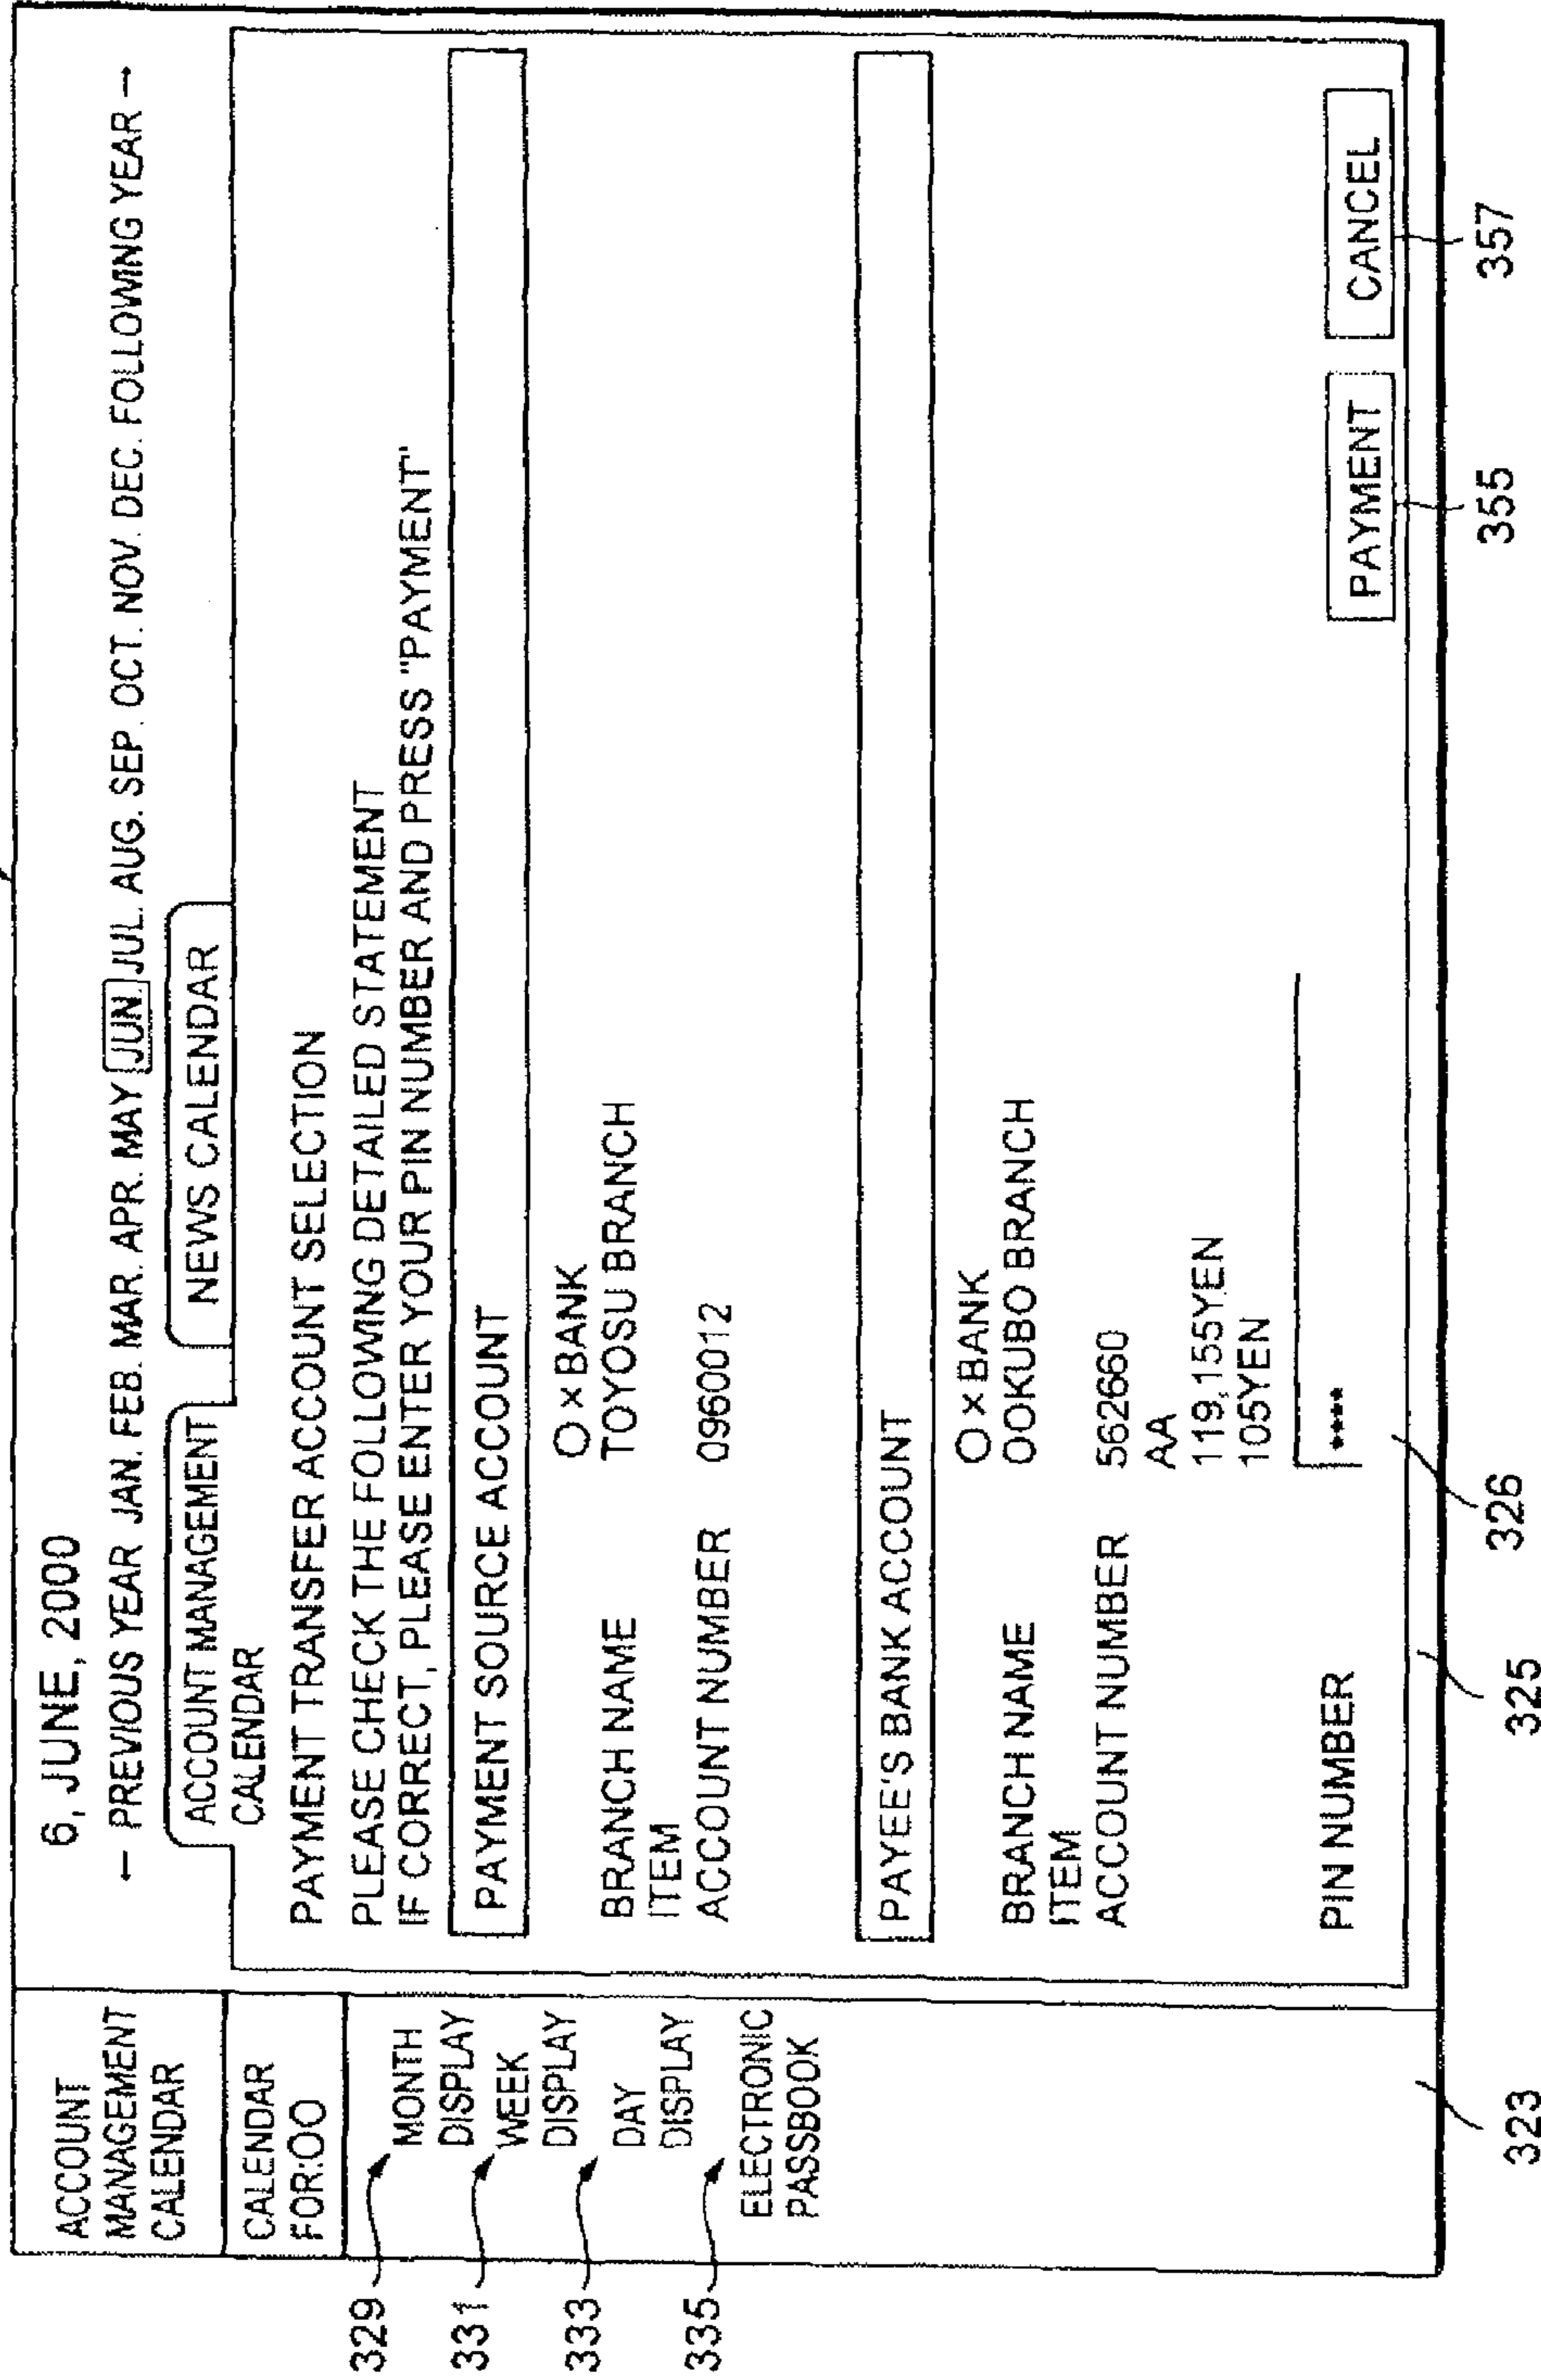 6, JUNE, 2000
← PREVIOUS YEAR JAN. FEB. MAR. APR. MAY JUN. JUL. AUG. SEP. OCT. NOV. DEC. FOLLOWING YEAR →
ACCOUNT
MANAGEMENT
CALENDAR
CALENDAR
FOR:OO
329
MONTH
DISPLAY
331
WEEK
DISPLAY
333
DAY
DISPLAY
335
ELECTRONIC
PASSBOOK
ACCOUNT MANAGEMENT
CALENDAR
NEWS CALENDAR
PAYMENT TRANSFER ACCOUNT SELECTION
PLEASE CHECK THE FOLLOWING DETAILED STATEMENT
IF CORRECT, PLEASE ENTER YOUR PIN NUMBER AND PRESS "PAYMENT"
PAYMENT SOURCE ACCOUNT
O×BANK
BRANCH NAME TOYOSU BRANCH
ITEM
ACCOUNT NUMBER 0960012
PAYEE'S BANK ACCOUNT
O×BANK
BRANCH NAME OOKUBO BRANCH
ITEM
ACCOUNT NUMBER 562660
AA
119,155YEN
105YEN
PIN NUMBER ****
PAYMENT CANCEL
323
325
326
355
357